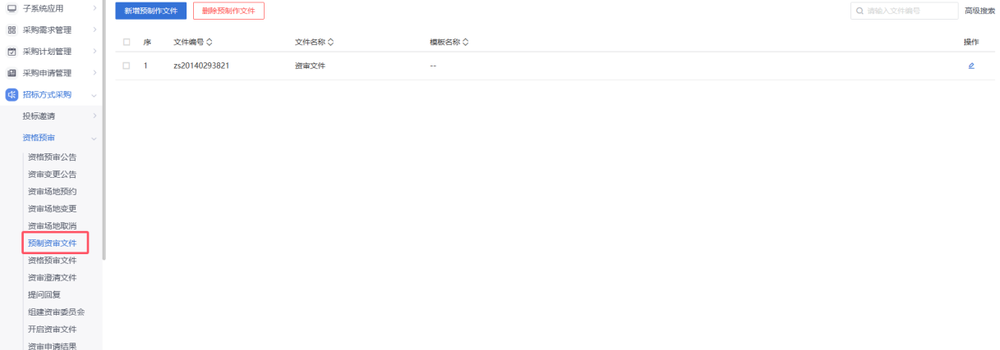 子系统应用
采购需求管理
采购计划管理
采购申请管理
招标方式采购
投标邀请
资格预审
资格预审公告
资审变更公告
资审场地预约
资审场地变更
资审场地取消
预制资审文件
资格预审文件
资审澄清文件
提问回复
组建资审委员会
开启资审文件
资审申请结果
新增预制作文件 删除预制作文件 请输入文件编号 高级搜索
序 文件编号 文件名称 模板名称 操作
1 zs20140293821 资审文件 --